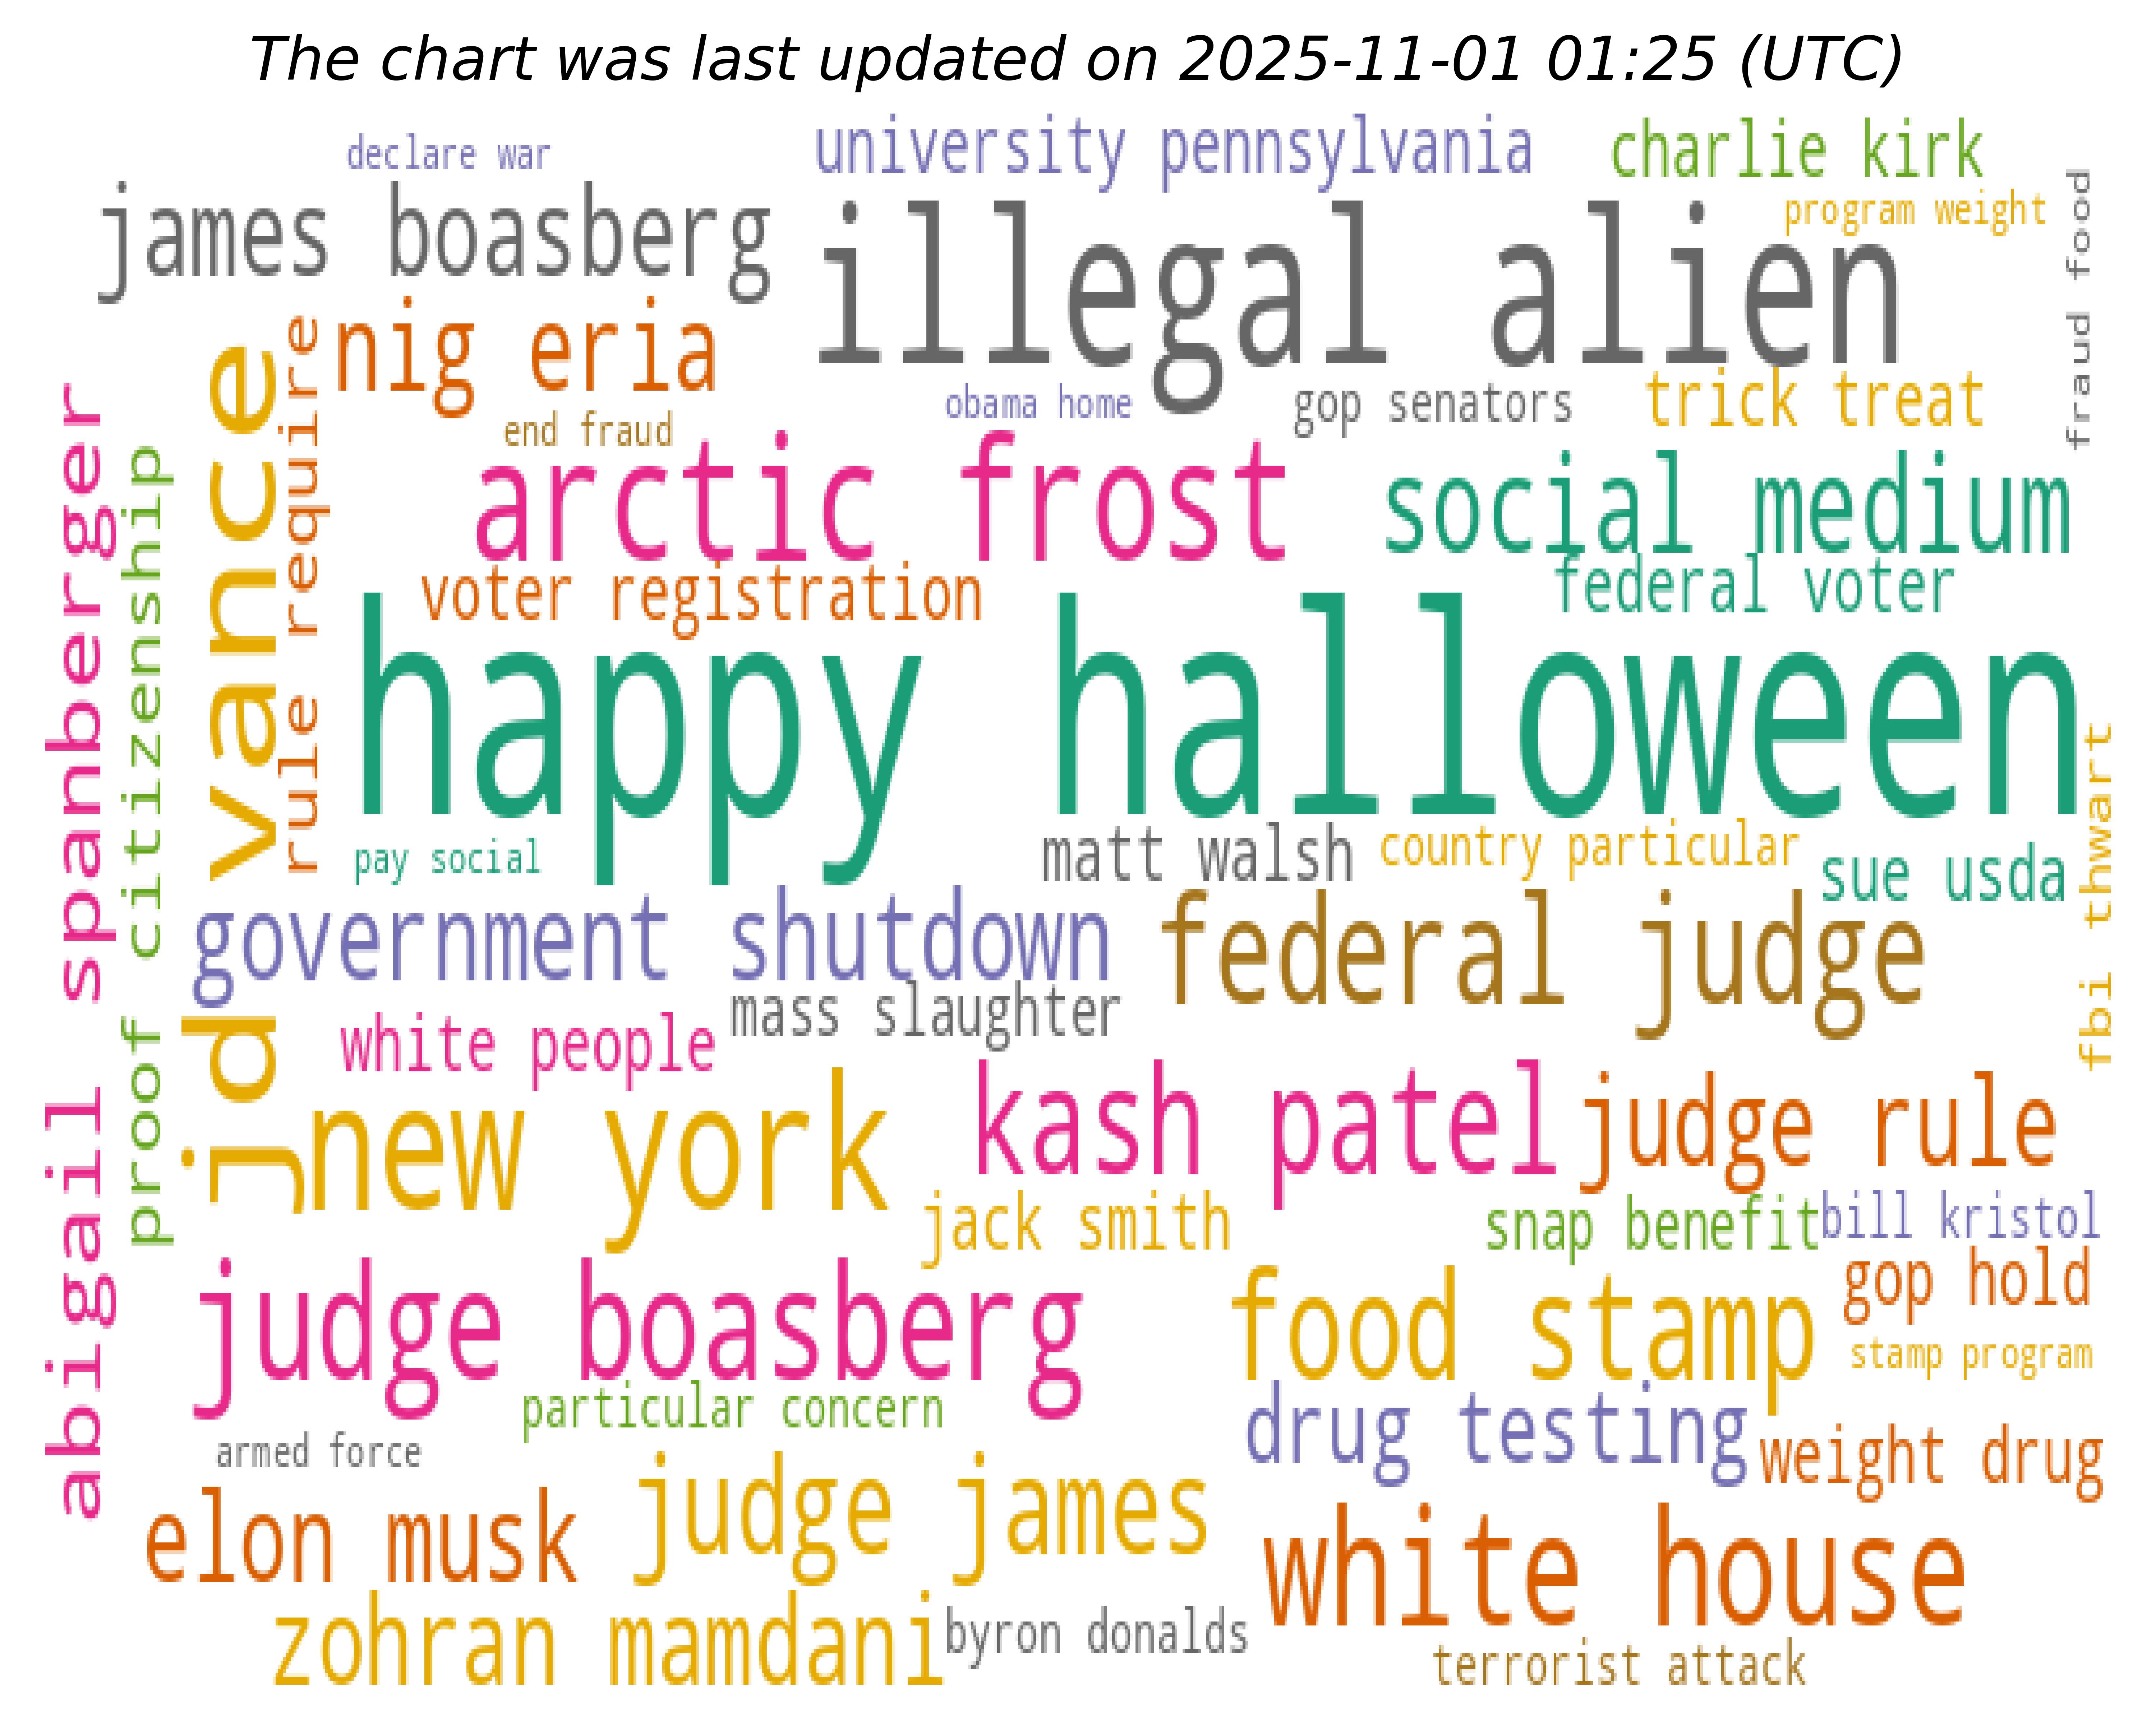 The chart was last updated on 2025-11-01 01:25 (UTC)
declare war
university pennsylvania
charlie kirk
program weight
fraud food
james boasberg
illegal alien
nig eria
obama home
gop senators
trick treat
end fraud
arctic frost
social medium
voter registration
federal voter
abigail spanberger
proof citizenship
jd vance
rule require
happy halloween
pay social
matt walsh
country particular
sue usda
fbi thwart
government shutdown
federal judge
mass slaughter
white people
new york
kash patel
judge rule
jack smith
snap benefit
bill kristol
judge boasberg
food stamp
gop hold
stamp program
particular concern
drug testing
weight drug
armed force
judge james
elon musk
white house
zohran mamdani
byron donalds
terrorist attack